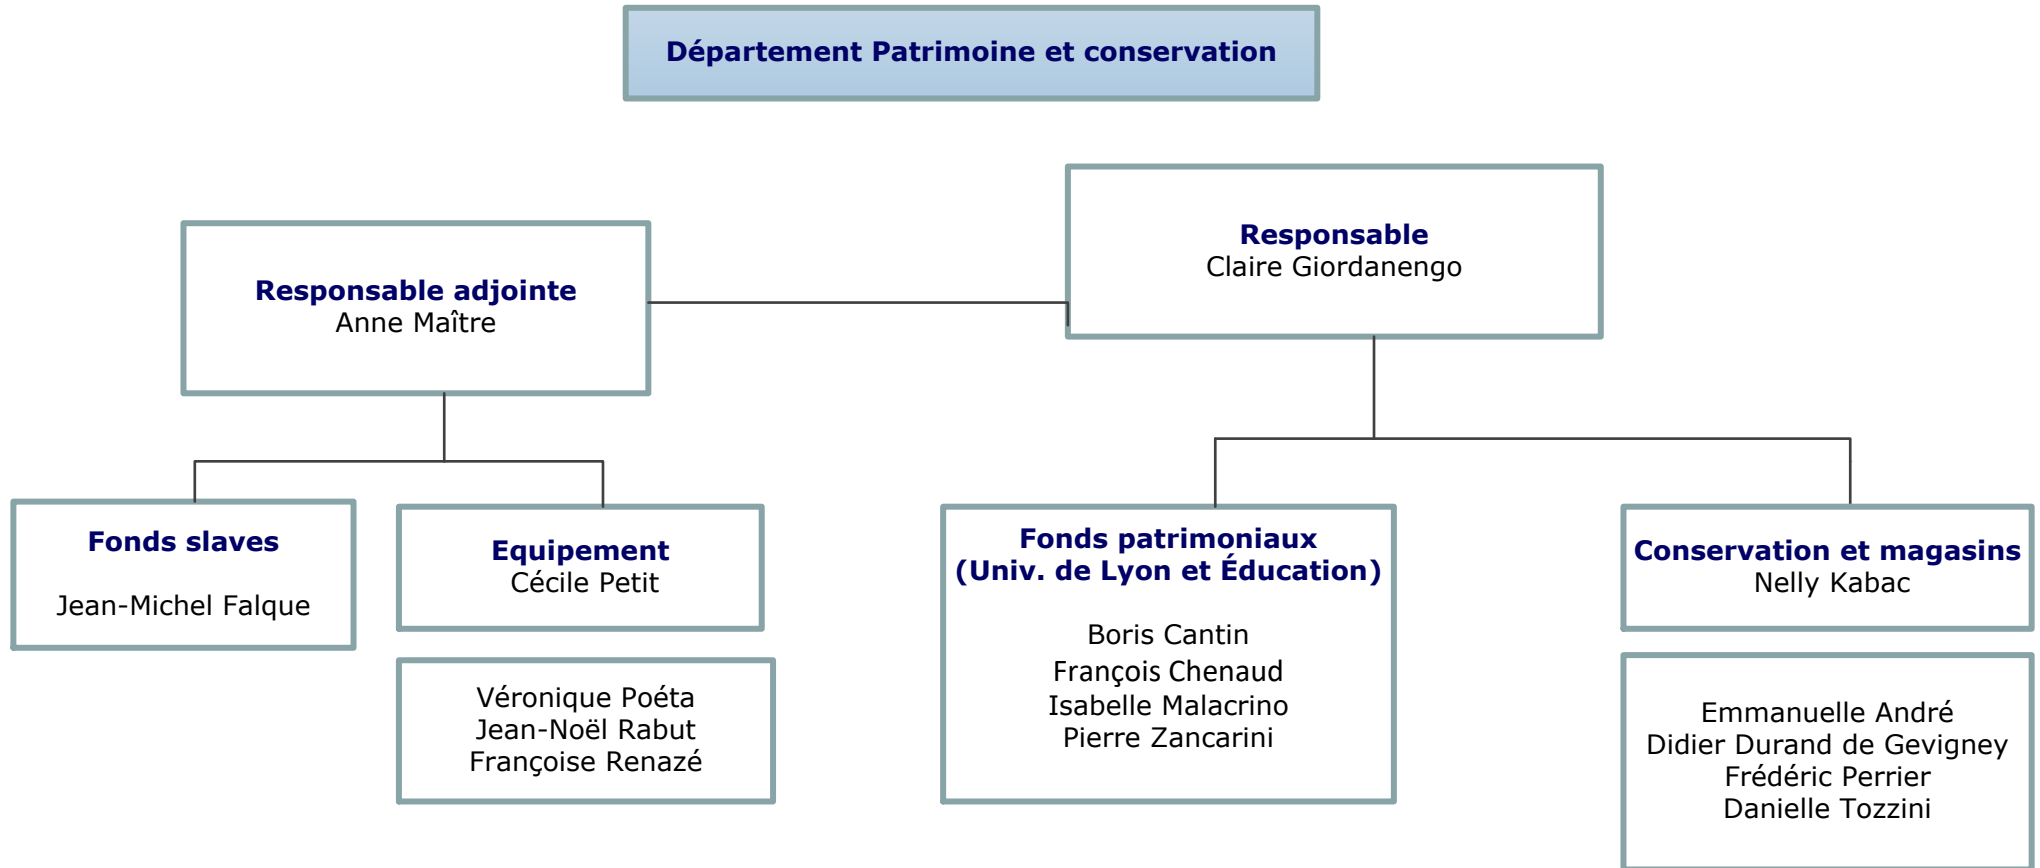 Département Patrimoine et conservation
Responsable
Claire Giordanengo
Responsable adjointe
Anne Maître
Fonds slaves
Jean-Michel Falque
Equipement
Cécile Petit
Véronique Poéta
Jean-Noël Rabut
Françoise Renazé
Fonds patrimoniaux
(Univ. de Lyon et Éducation)
Boris Cantin
François Chenaud
Isabelle Malacrino
Pierre Zancarini
Conservation et magasins
Nelly Kabac
Emmanuelle André
Didier Durand de Gevigney
Frédéric Perrier
Danielle Tozzini